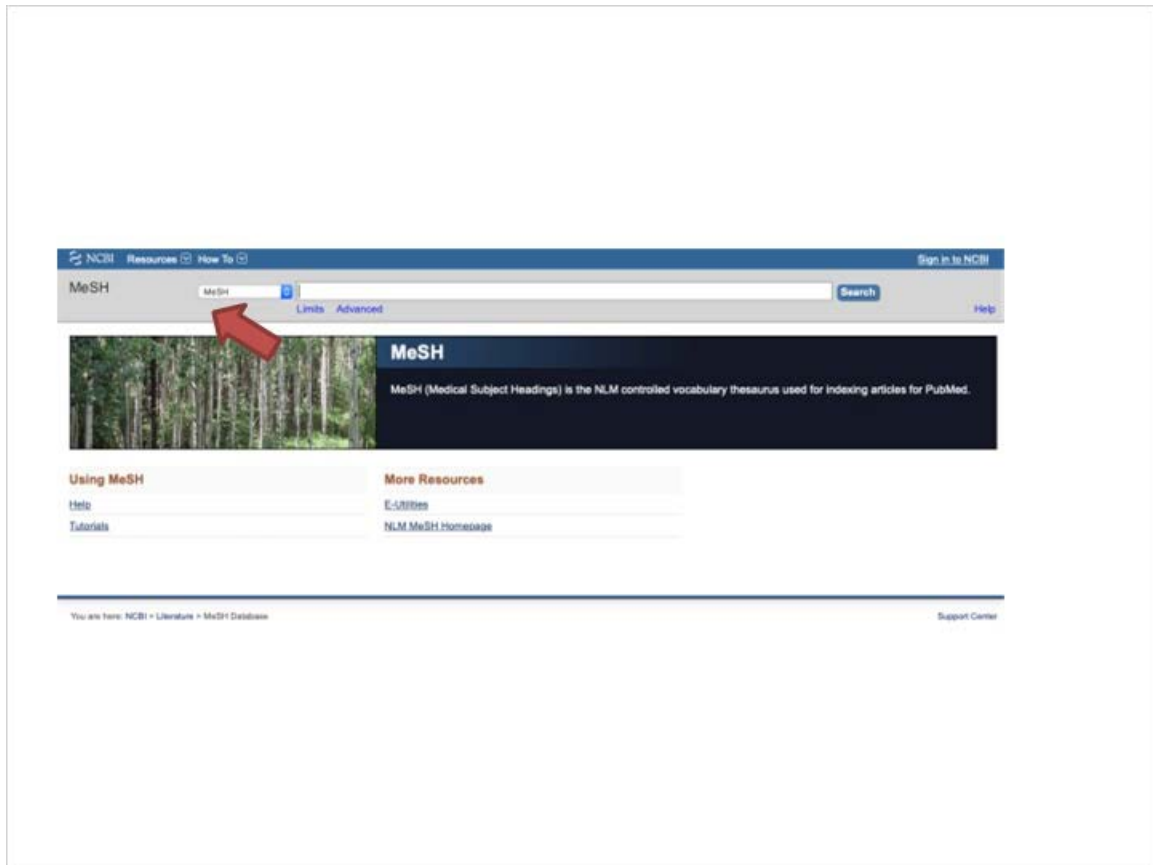 NCBI Resources How To Sign in to NCBI
MeSH MeSH Search
Limits Advanced Help
MeSH
MeSH (Medical Subject Headings) is the NLM controlled vocabulary thesaurus used for indexing articles for PubMed.
Using MeSH More Resources
Help E-Utilities
Tutorials NLM MeSH Homepage
You are here: NCBI > Literature > MeSH Database Support Center